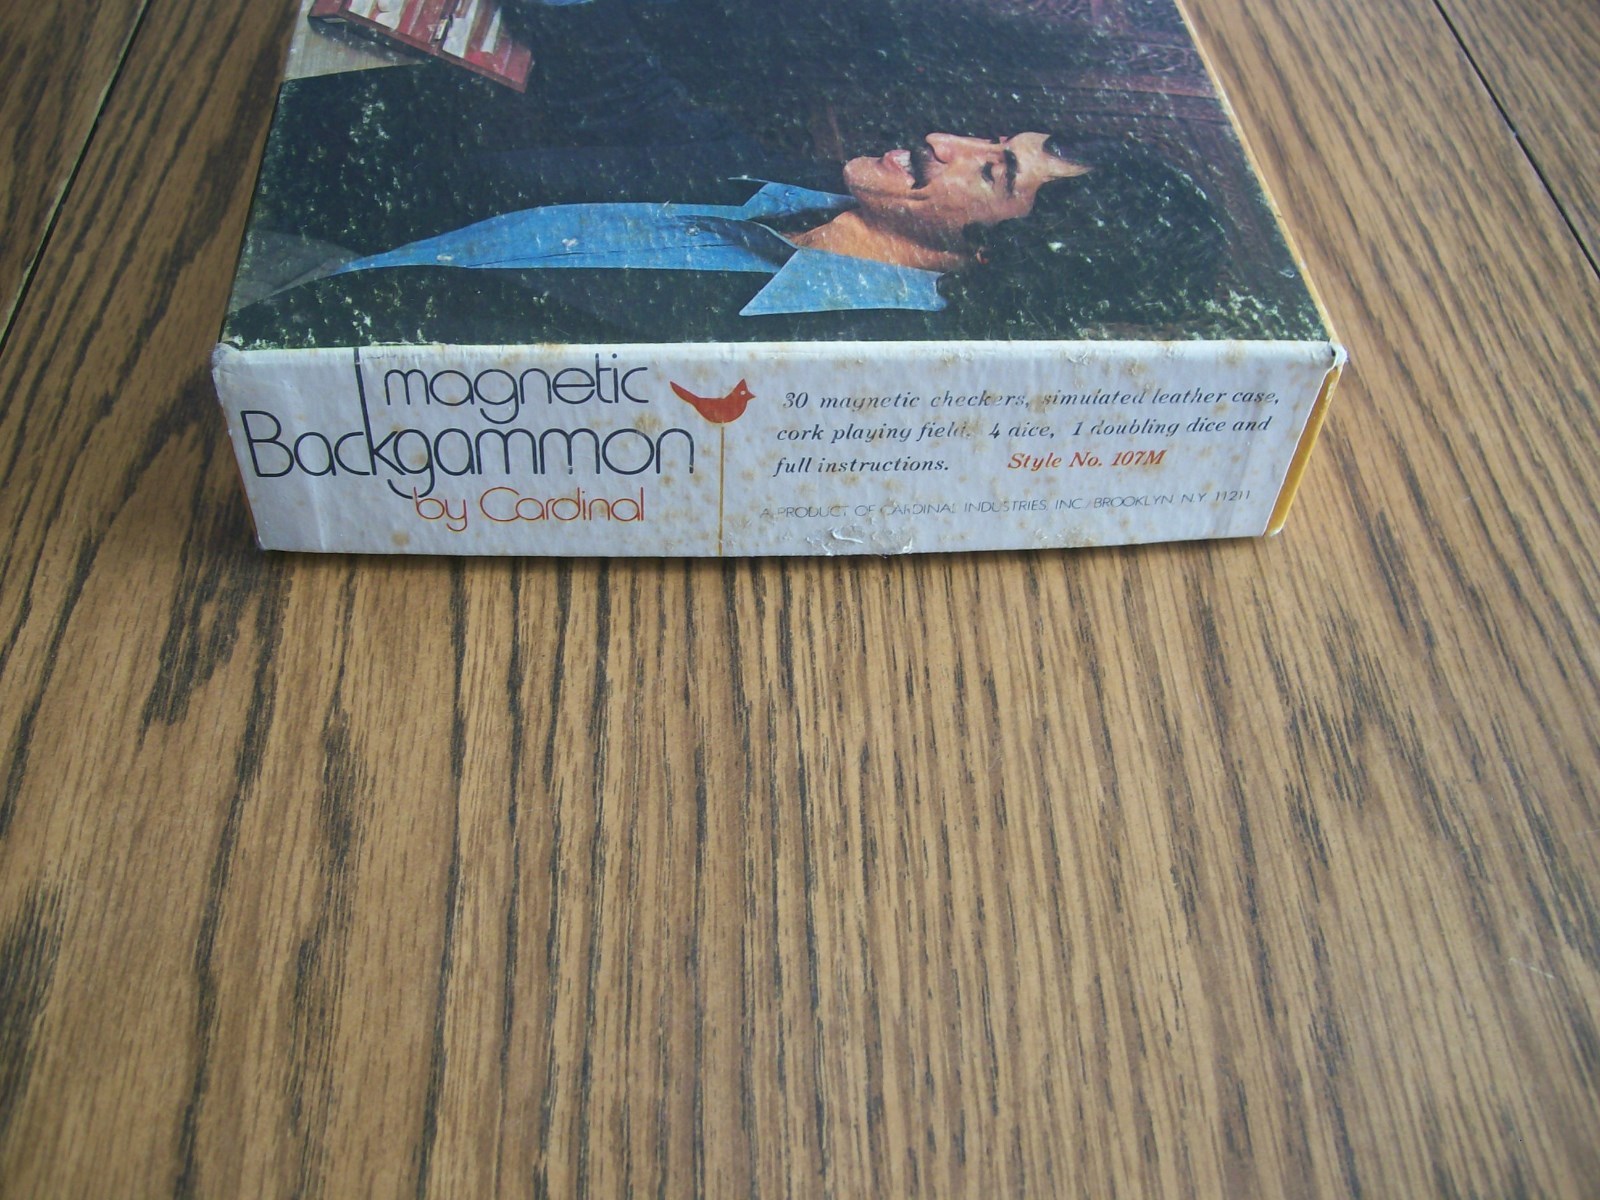 magnetic
Backgammon
by Cardinal
30 magnetic checkers, simulated leather case,
cork playing field. 4 dice, 1 doubling dice and
full instructions. Style No. 107M
A PRODUCT OF CARDINAL INDUSTRIES, INC. BROOKLYN N.Y. 11211